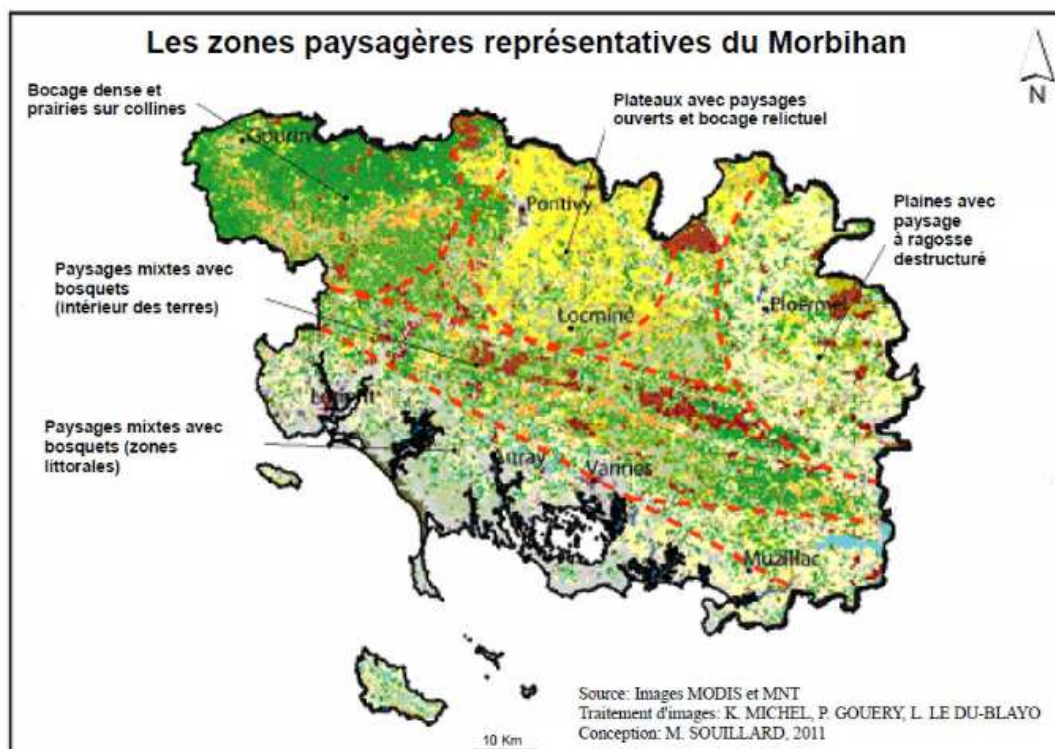 Les zones paysagères représentatives du Morbihan
N
Bocage dense et
prairies sur collines
Plateaux avec paysages
ouverts et bocage relictuel
Gourin
Pontivy
Plaines avec
paysage
à ragosse
destructuré
Paysages mixtes avec
bosquets
(intérieur des terres)
Ploërmel
Locminé
Lorient
Paysages mixtes avec
bosquets (zones
littorales)
Auray
Vannes
Muzillac
Source: Images MODIS et MNT
Traitement d'images: K. MICHEL, P. GOUERY, L. LE DU-BLAYO
Conception: M. SOUILLARD, 2011
10 Km